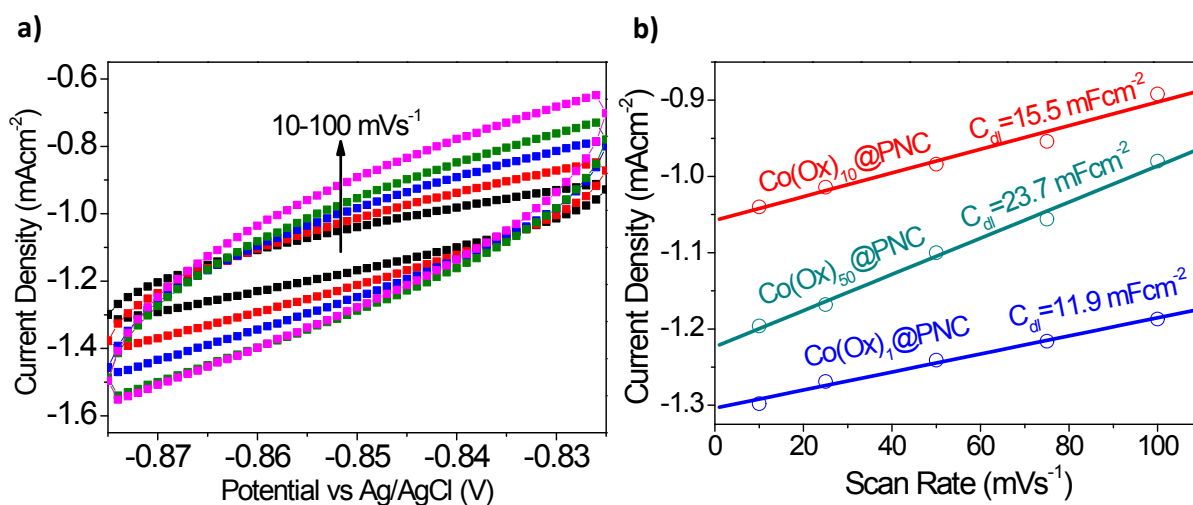 a)
Current Density (mAcm⁻²)
-0.6
-0.8
-1.0
-1.2
-1.4
-1.6
10-100 mVs⁻¹
-0.87 -0.86 -0.85 -0.84 -0.83
Potential vs Ag/AgCl (V)
b)
Current Density (mAcm⁻²)
-0.9
-1.0
-1.1
-1.2
-1.3
Co(Ox)₁₀@PNC C_dl=15.5 mFcm⁻²
Co(Ox)₅₀@PNC C_dl=23.7 mFcm⁻²
Co(Ox)₁@PNC C_dl=11.9 mFcm⁻²
0 20 40 60 80 100
Scan Rate (mVs⁻¹)